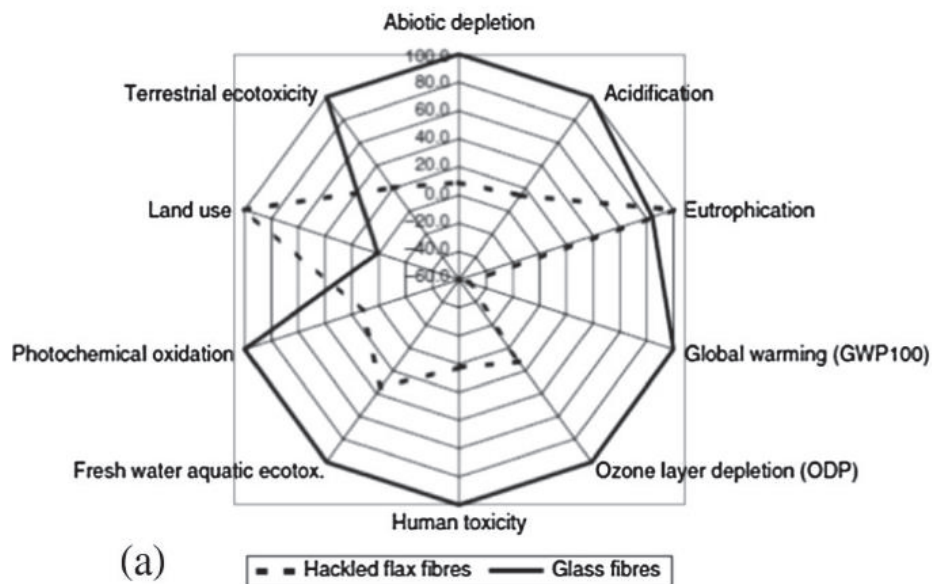 Abiotic depletion
100.0
80.0
60.0
40.0
20.0
0.0
-20.0
-40.0
-60.0
Terrestrial ecotoxicity
Acidification
Land use
Eutrophication
Photochemical oxidation
Global warming (GWP100)
Fresh water aquatic ecotox.
Ozone layer depletion (ODP)
Human toxicity
(a)
Hackled flax fibres
Glass fibres